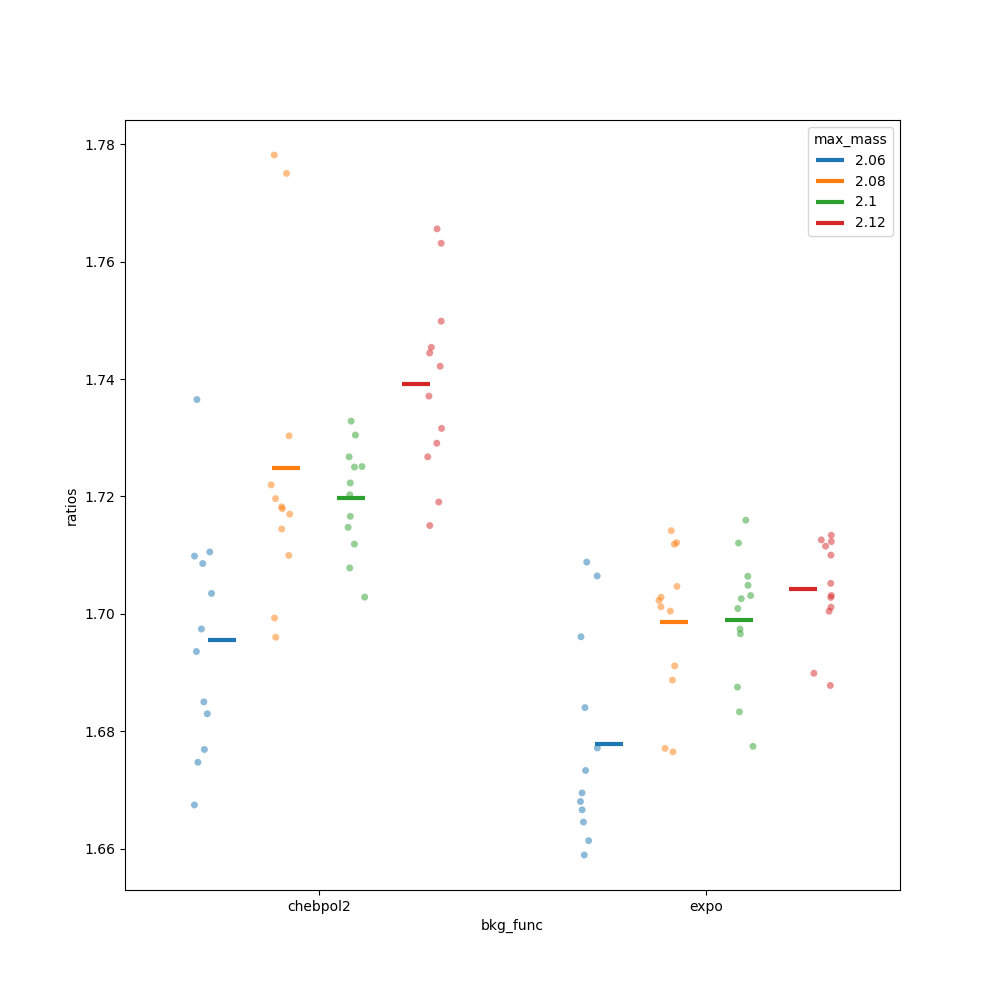 max_mass
2.06
2.08
2.1
2.12
1.78
1.76
1.74
1.72
1.70
1.68
1.66
ratios
chebpol2
expo
bkg_func